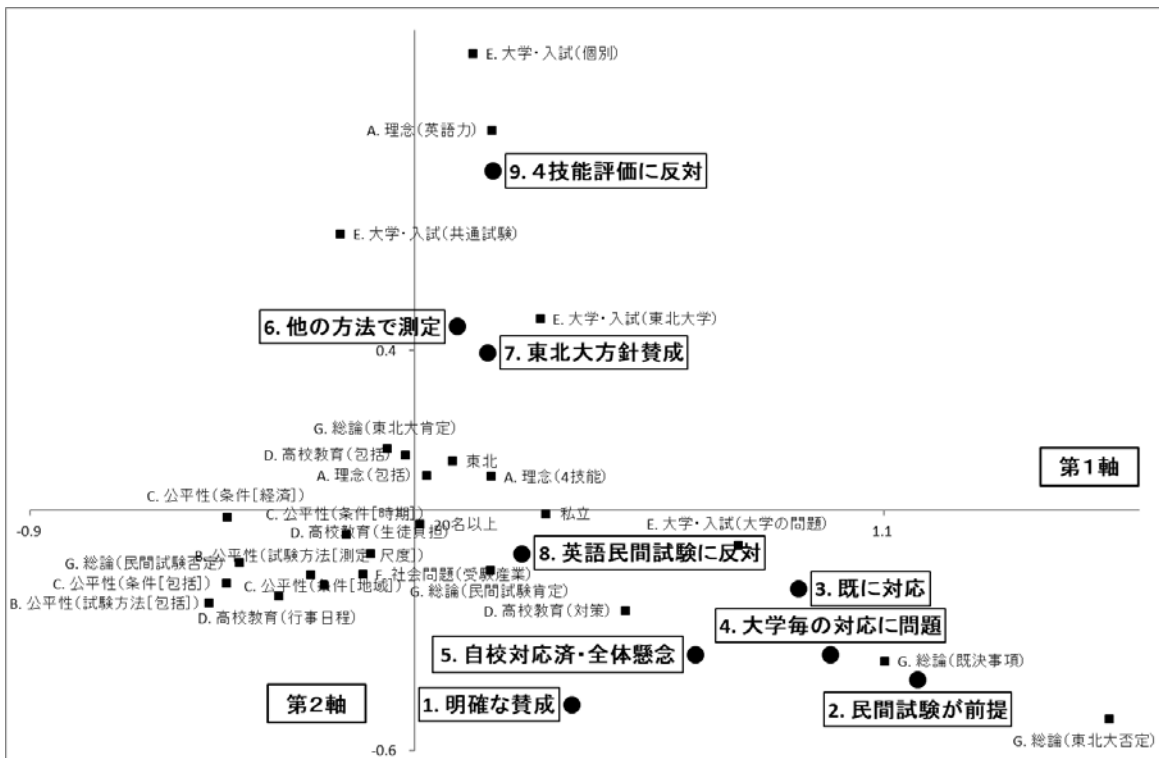 E. 大学・入試(個別)
A. 理念(英語力)
9. ４技能評価に反対
E. 大学・入試(共通試験)
6. 他の方法で測定
E. 大学・入試(東北大学)
7. 東北大方針賛成
0.4
G. 総論(東北大肯定)
D. 高校教育(包括)
東北
A. 理念(包括)
A. 理念(4技能)
第１軸
C. 公平性(条件[経済])
-0.9
C. 公平性(条件[時期])
20名以上
私立
E. 大学・入試(大学の問題)
1.1
D. 高校教育(生徒負担)
B. 公平性(試験方法[測定・尺度])
8. 英語民間試験に反対
G. 総論(民間試験否定)
F. 社会問題(受験産業)
C. 公平性(条件[包括])
C. 公平性(条件[地域])
G. 総論(民間試験肯定)
3. 既に対応
B. 公平性(試験方法[包括])
D. 高校教育(行事日程)
D. 高校教育(対策)
4. 大学毎の対応に問題
5. 自校対応済・全体懸念
G. 総論(既決事項)
第２軸
1. 明確な賛成
2. 民間試験が前提
G. 総論(東北大否定)
-0.6